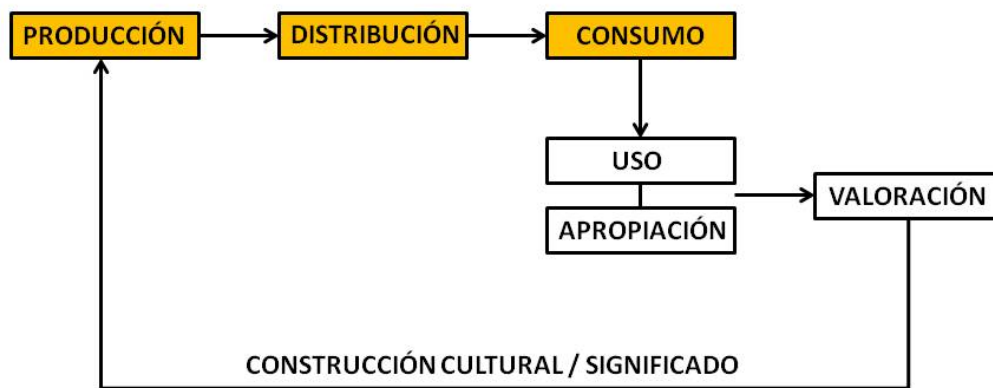 PRODUCCIÓN
DISTRIBUCIÓN
CONSUMO
USO
APROPIACIÓN
VALORACIÓN
CONSTRUCCIÓN CULTURAL / SIGNIFICADO